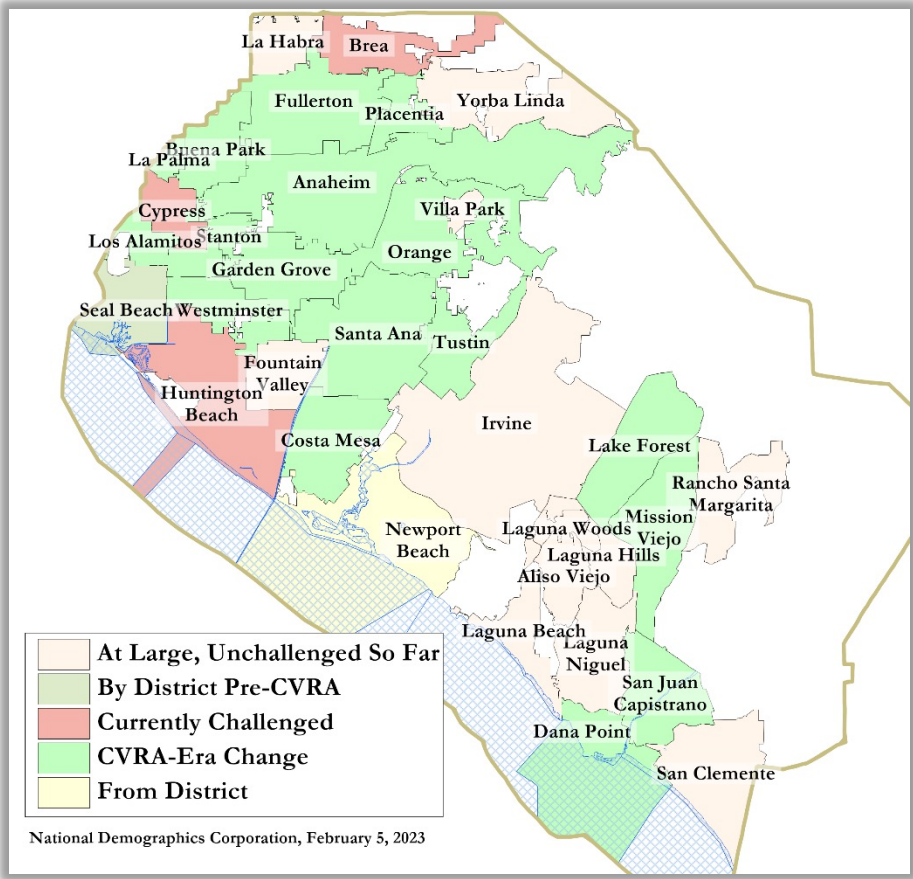 La Habra
Brea
Fullerton
Yorba Linda
Placentia
Buena Park
La Palma
Anaheim
Cypress
Villa Park
Los Alamitos
Stanton
Orange
Garden Grove
Seal Beach
Westminster
Santa Ana
Tustin
Fountain
Valley
Huntington
Beach
Irvine
Costa Mesa
Lake Forest
Rancho Santa
Margarita
Newport
Beach
Laguna Woods
Mission
Viejo
Laguna Hills
Aliso Viejo
Laguna Beach
Laguna
Niguel
San Juan
Capistrano
Dana Point
San Clemente
At Large, Unchallenged So Far
By District Pre-CVRA
Currently Challenged
CVRA-Era Change
From District
National Demographics Corporation, February 5, 2023